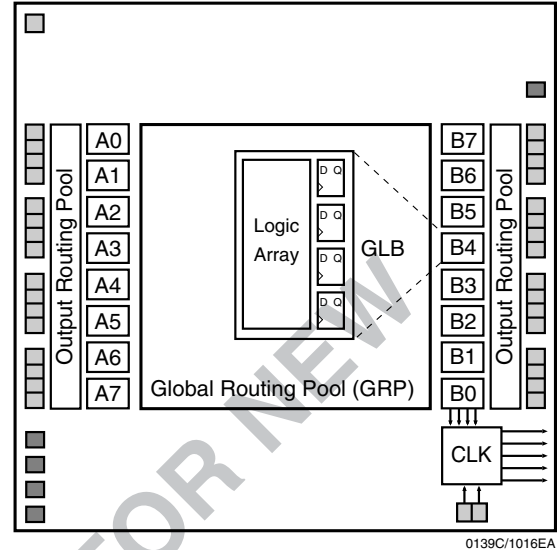 Output Routing Pool
A0
A1
A2
A3
A4
A5
A6
A7
Logic
Array
D Q
D Q
D Q
D Q
GLB
Global Routing Pool (GRP)
B7
B6
B5
B4
B3
B2
B1
B0
Output Routing Pool
CLK
FOR NEW
0139C/1016EA